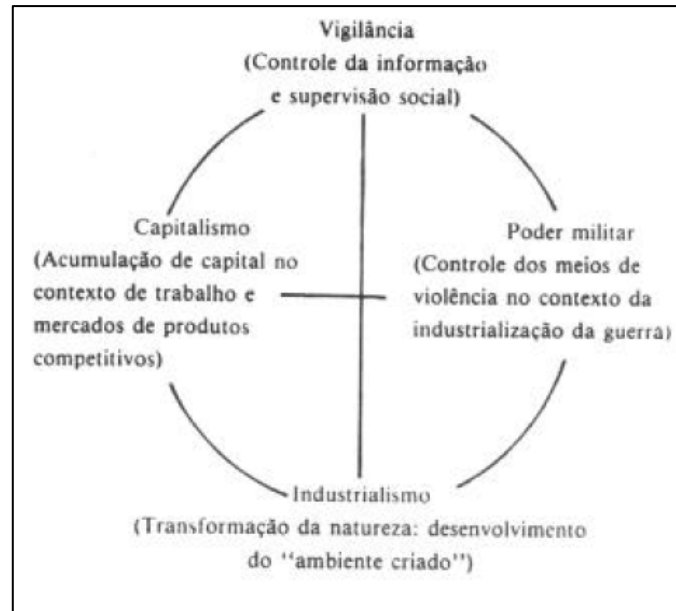 Vigilância
(Controle da informação
e supervisão social)
Capitalismo
(Acumulação de capital no
contexto de trabalho e
mercados de produtos
competitivos)
Poder militar
(Controle dos meios de
violência no contexto da
industrialização da guerra)
Industrialismo
(Transformação da natureza: desenvolvimento
do “ambiente criado”)